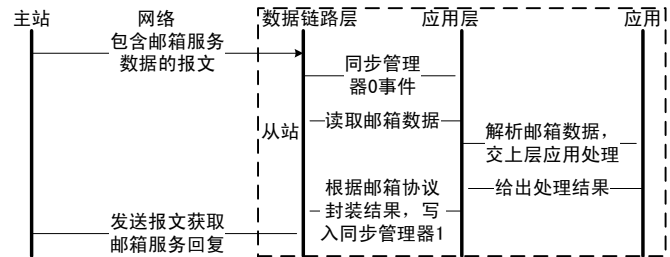 主站
网络
数据链路层
应用层
应用
包含邮箱服务
数据的报文
同步管理
器0事件
从站
读取邮箱数据
解析邮箱数据，
交上层应用处理
给出处理结果
根据邮箱协议
封装结果，写
入同步管理器1
发送报文获取
邮箱服务回复